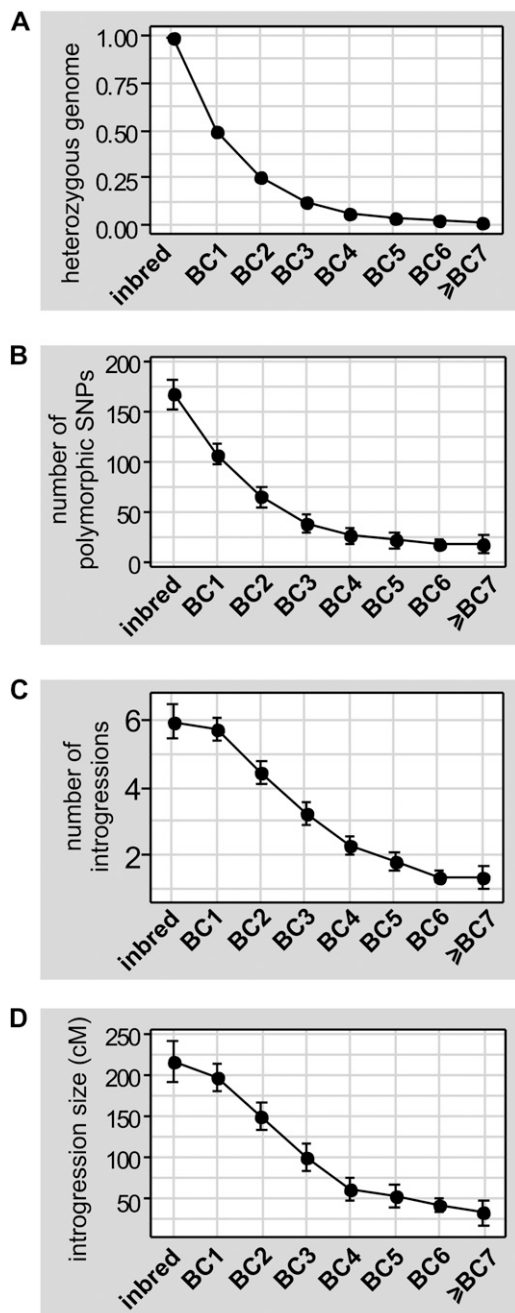 A
heterozygous genome
1.00
0.75
0.50
0.25
0.00
inbred
BC1
BC2
BC3
BC4
BC5
BC6
⩾BC7
B
number of
polymorphic SNPs
200
150
100
50
0
inbred
BC1
BC2
BC3
BC4
BC5
BC6
⩾BC7
C
number of
introgressions
6
4
2
inbred
BC1
BC2
BC3
BC4
BC5
BC6
⩾BC7
D
introgression size (cM)
250
200
150
100
50
inbred
BC1
BC2
BC3
BC4
BC5
BC6
⩾BC7